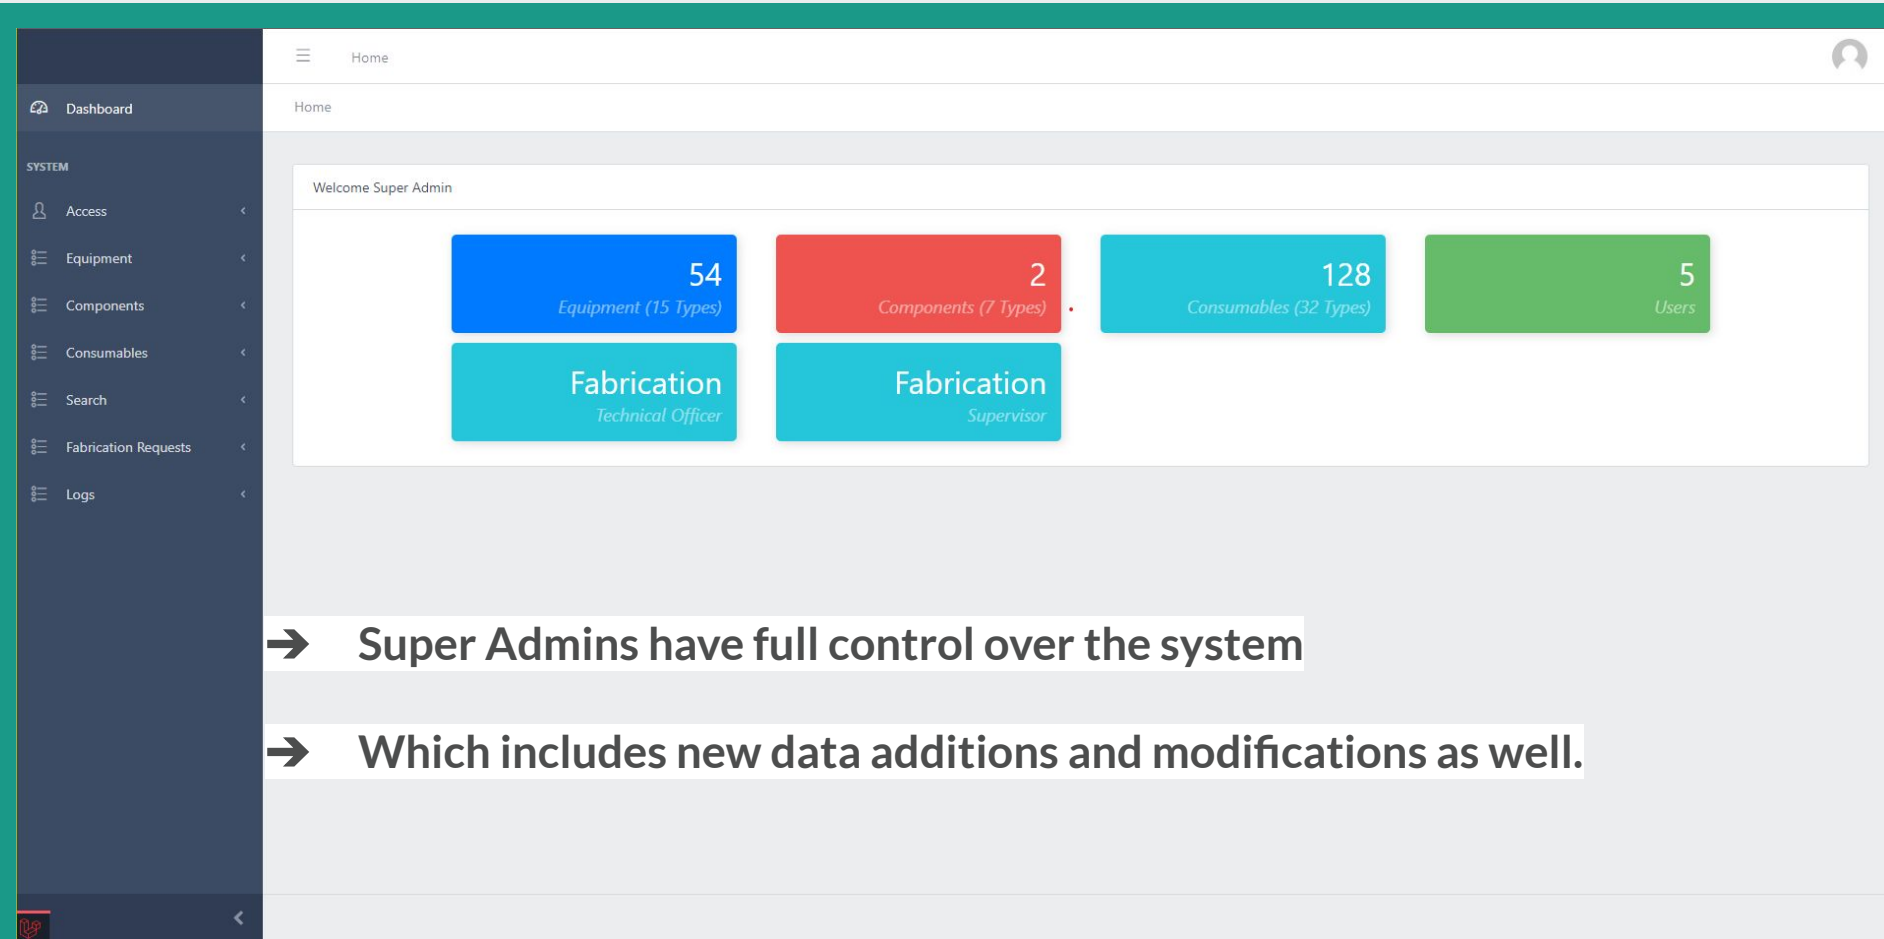 Home
Dashboard
Home
SYSTEM
Access
Equipment
Components
Consumables
Search
Fabrication Requests
Logs
Welcome Super Admin
54
Equipment (15 Types)
2
Components (7 Types)
128
Consumables (32 Types)
5
Users
Fabrication
Technical Officer
Fabrication
Supervisor
➔ Super Admins have full control over the system
➔ Which includes new data additions and modifications as well.